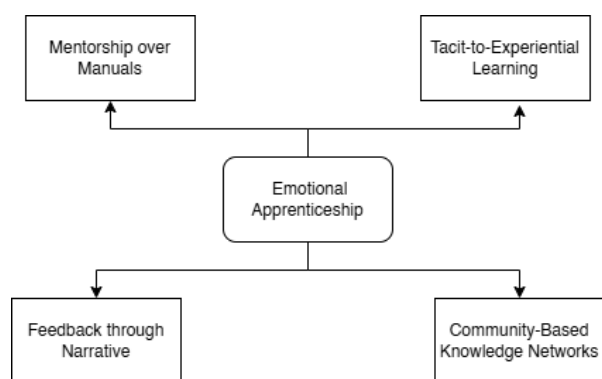 Mentorship over
Manuals
Tacit-to-Experiential
Learning
Emotional
Apprenticeship
Feedback through
Narrative
Community-Based
Knowledge Networks